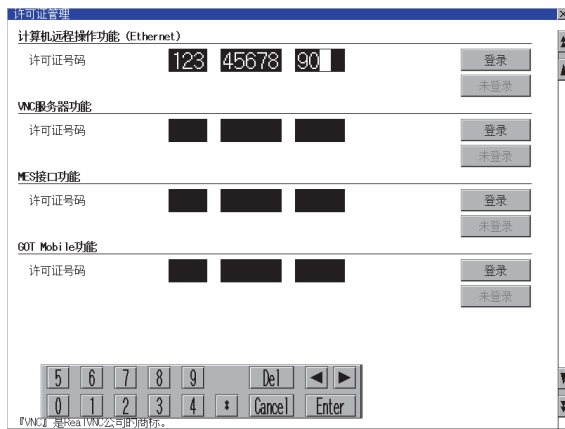 许可证管理
计算机远程操作功能 (Ethernet)
许可证号码 123 45678 90 登录
未登录
VNC服务器功能
许可证号码 登录
未登录
MES接口功能
许可证号码 登录
未登录
GOT Mobile功能
许可证号码 登录
未登录
5 6 7 8 9 Del ◀ ▶
0 1 2 3 4 Cancel Enter
『VNC』是RealVNC公司的商标。